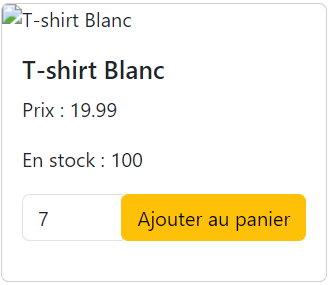 T-shirt Blanc
T-shirt Blanc
Prix : 19.99
En stock : 100
7 Ajouter au panier